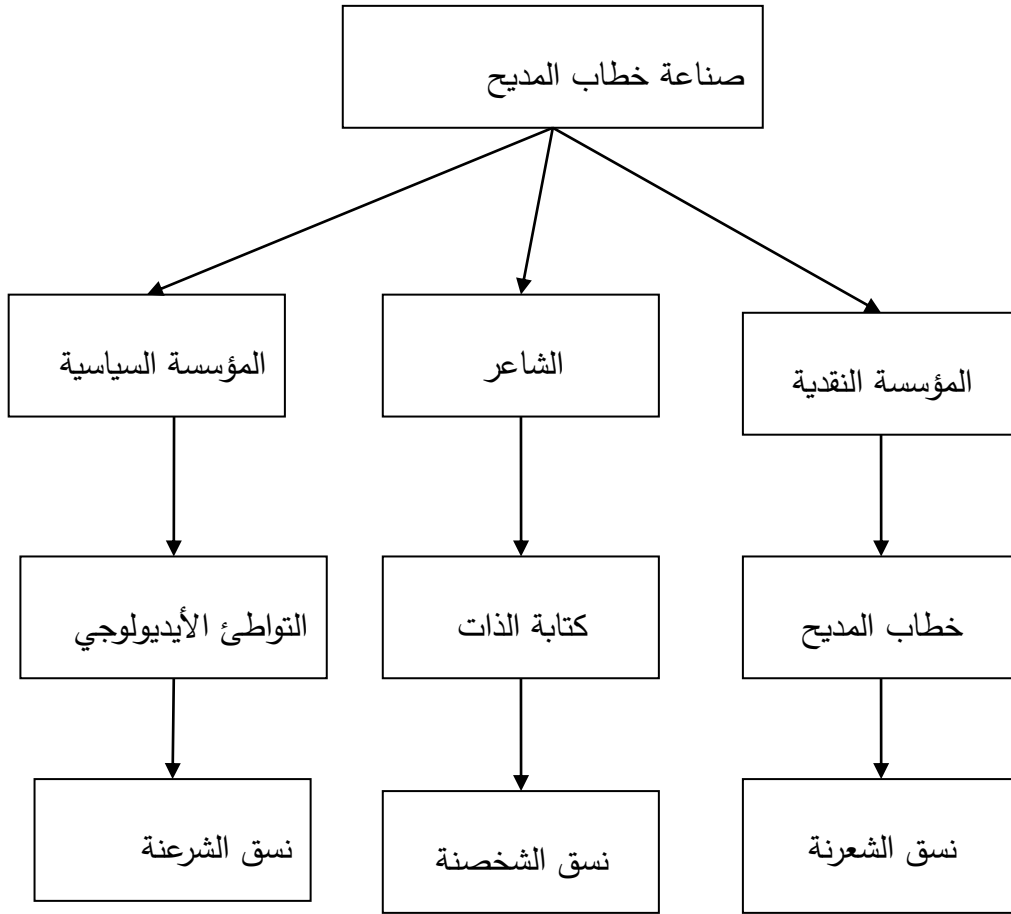 صناعة خطاب المديح
المؤسسة النقدية
الشاعر
المؤسسة السياسية
خطاب المديح
كتابة الذات
التواطئ الأيديولوجي
نسق الشعرنة
نسق الشخصنة
نسق الشرعنة